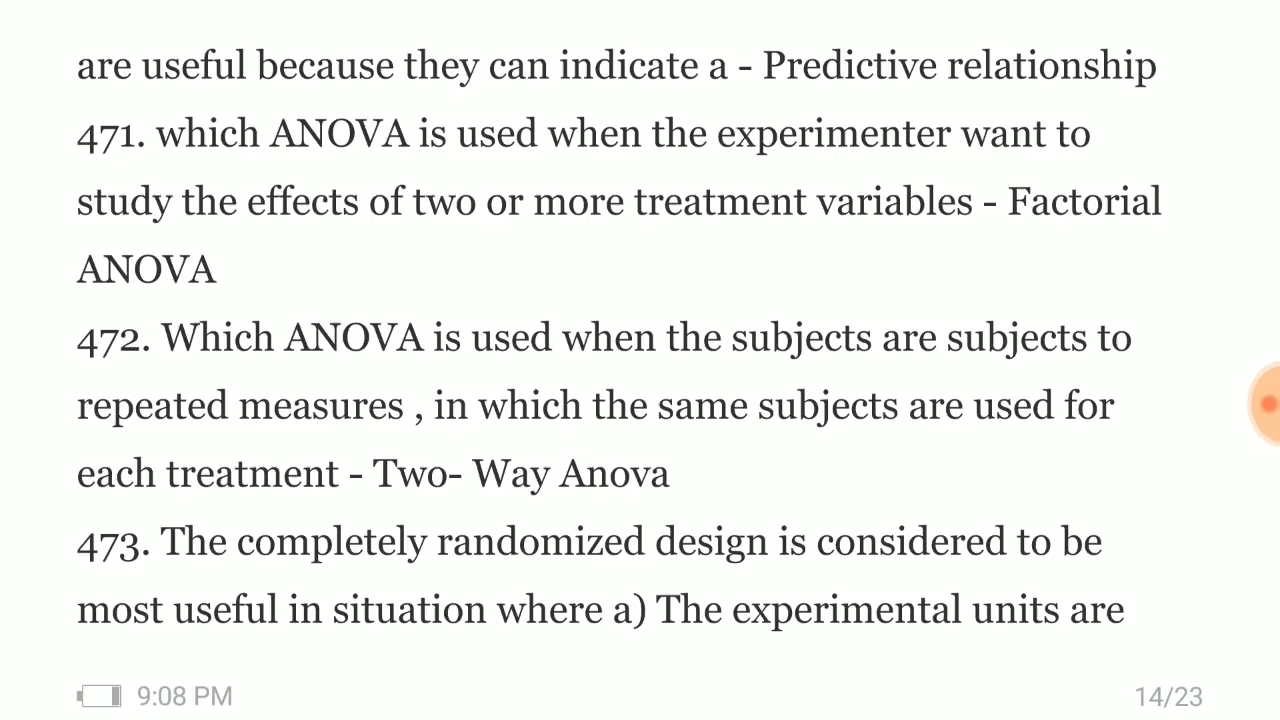 are useful because they can indicate a - Predictive relationship
471. which ANOVA is used when the experimenter want to
study the effects of two or more treatment variables - Factorial
ANOVA
472. Which ANOVA is used when the subjects are subjects to
repeated measures , in which the same subjects are used for
each treatment - Two- Way Anova
473. The completely randomized design is considered to be
most useful in situation where a) The experimental units are
9:08 PM
14/23